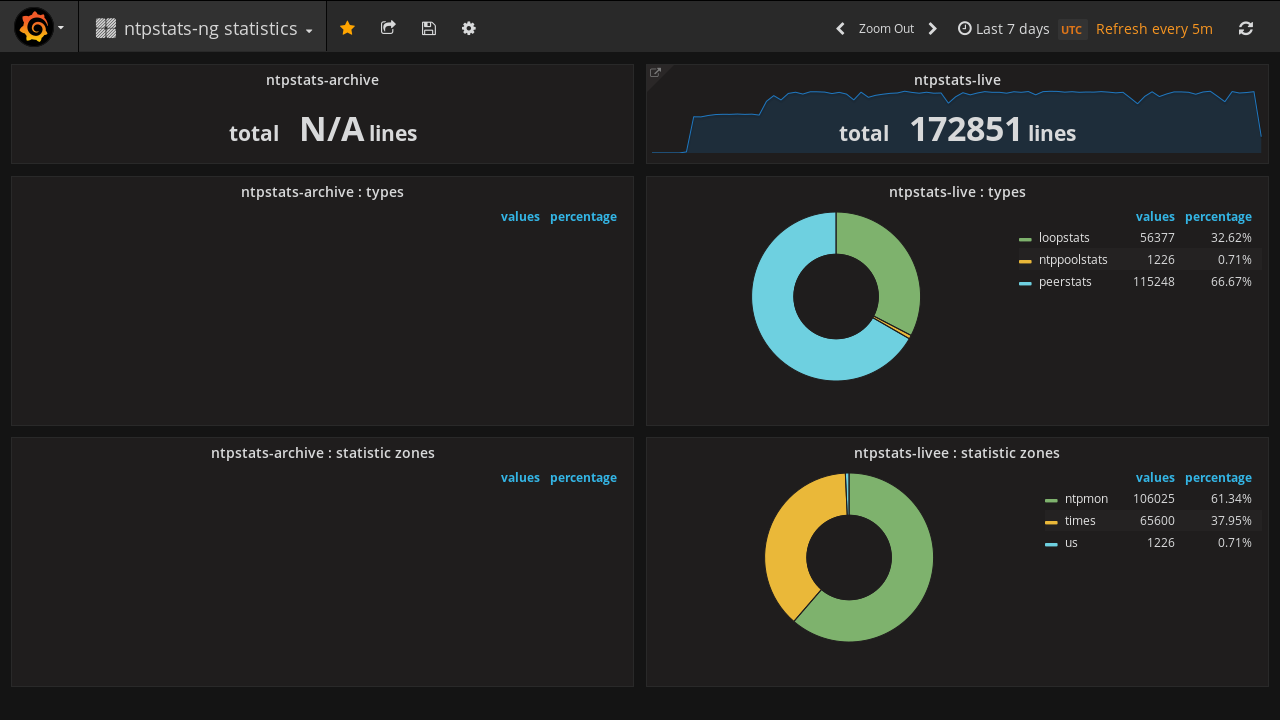 ntpstats-ng statistics
Zoom Out
Last 7 days UTC Refresh every 5m
ntpstats-archive
total N/A lines
ntpstats-live
total 172851 lines
ntpstats-archive : types
values percentage
ntpstats-live : types
values percentage
loopstats 56377 32.62%
ntppoolstats 1226 0.71%
peerstats 115248 66.67%
ntpstats-archive : statistic zones
values percentage
ntpstats-livee : statistic zones
values percentage
ntpmon 106025 61.34%
times 65600 37.95%
us 1226 0.71%